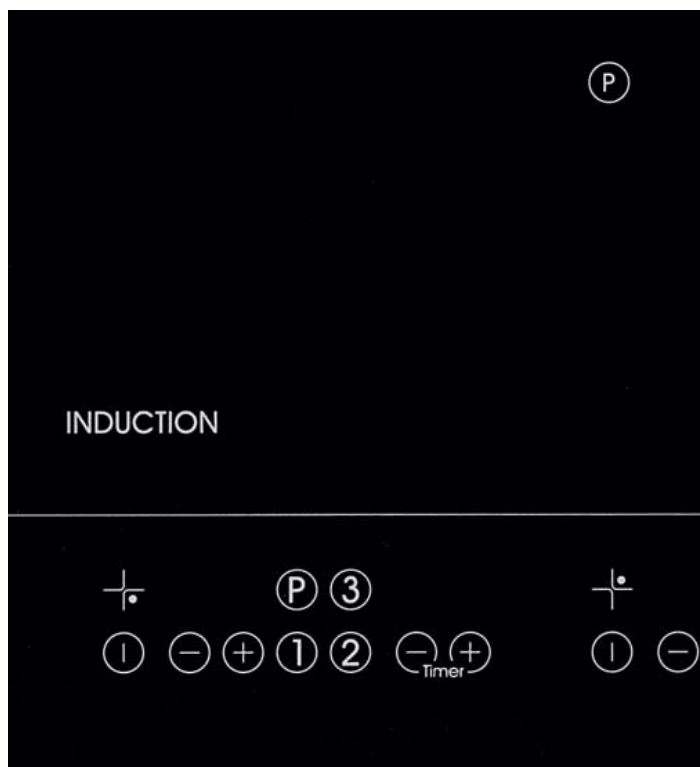 P
INDUCTION
P 3
− + 1 2 − + −
Timer